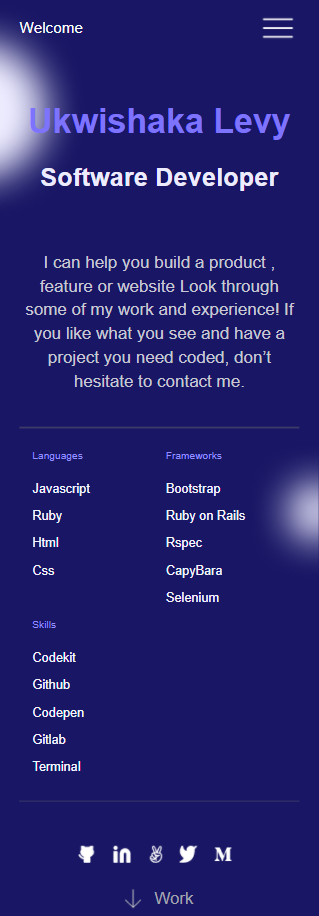 Welcome
Ukwishaka Levy
Software Developer
I can help you build a product ,
feature or website Look through
some of my work and experience! If
you like what you see and have a
project you need coded, don’t
hesitate to contact me.
Languages
Javascript
Ruby
Html
Css
Frameworks
Bootstrap
Ruby on Rails
Rspec
CapyBara
Selenium
Skills
Codekit
Github
Codepen
Gitlab
Terminal
Work